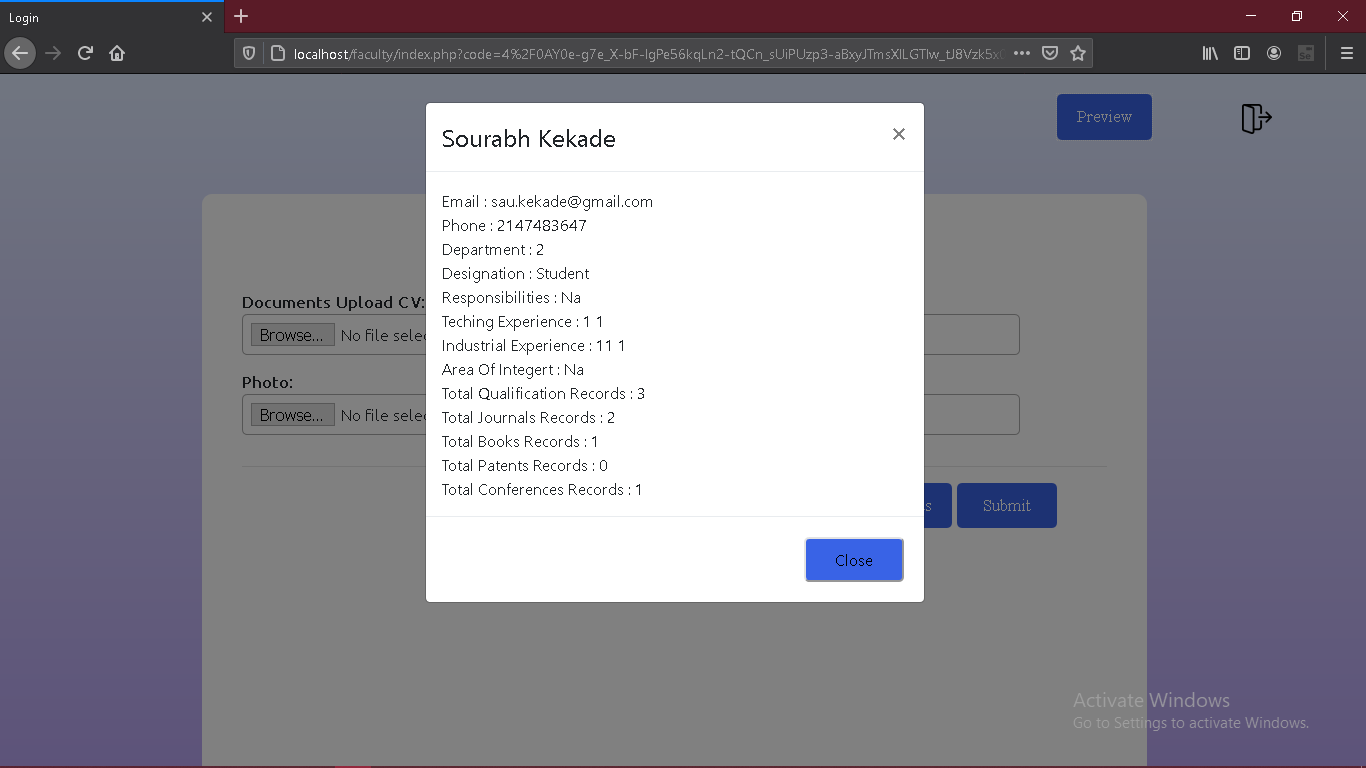 Login
localhost/faculty/index.php?code=4%2F0AY0e-g7e_X-bF-IgPe56kqLn2-tQCn_sUiPUzp3-aBxyJTmsXlLGTlw_tJ8Vzk5x
Preview
Sourabh Kekade
Email : sau.kekade@gmail.com
Phone : 2147483647
Department : 2
Designation : Student
Responsibilities : Na
Teching Experience : 1 1
Industrial Experience : 11 1
Area Of Integert : Na
Total Qualification Records : 3
Total Journals Records : 2
Total Books Records : 1
Total Patents Records : 0
Total Conferences Records : 1
Close
Documents Upload CV:
Browse... No file selec
Photo:
Browse... No file selec
s Submit
Activate Windows
Go to Settings to activate Windows.